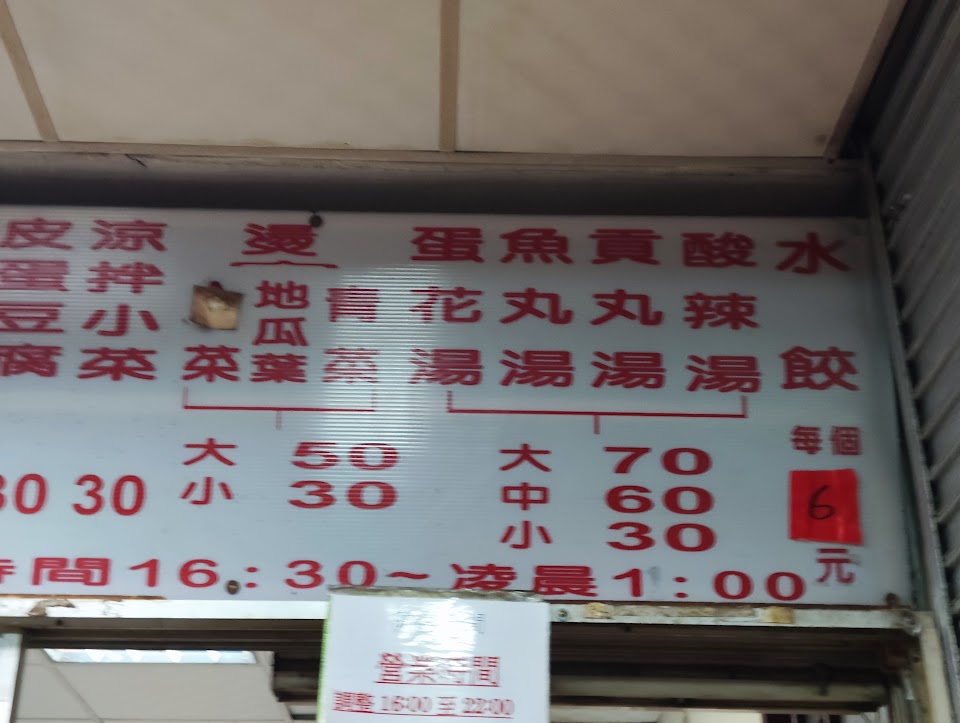 水餃
每個
6
元
酸辣湯
貢丸湯
魚丸湯
蛋花湯
大 70
中 60
小 30
燙
青菜
地瓜葉
菜
大 50
小 30
涼拌小菜
30
皮蛋豆腐
30
時間16:30~凌晨1:00
營業時間
調整 16:00 至 22:00